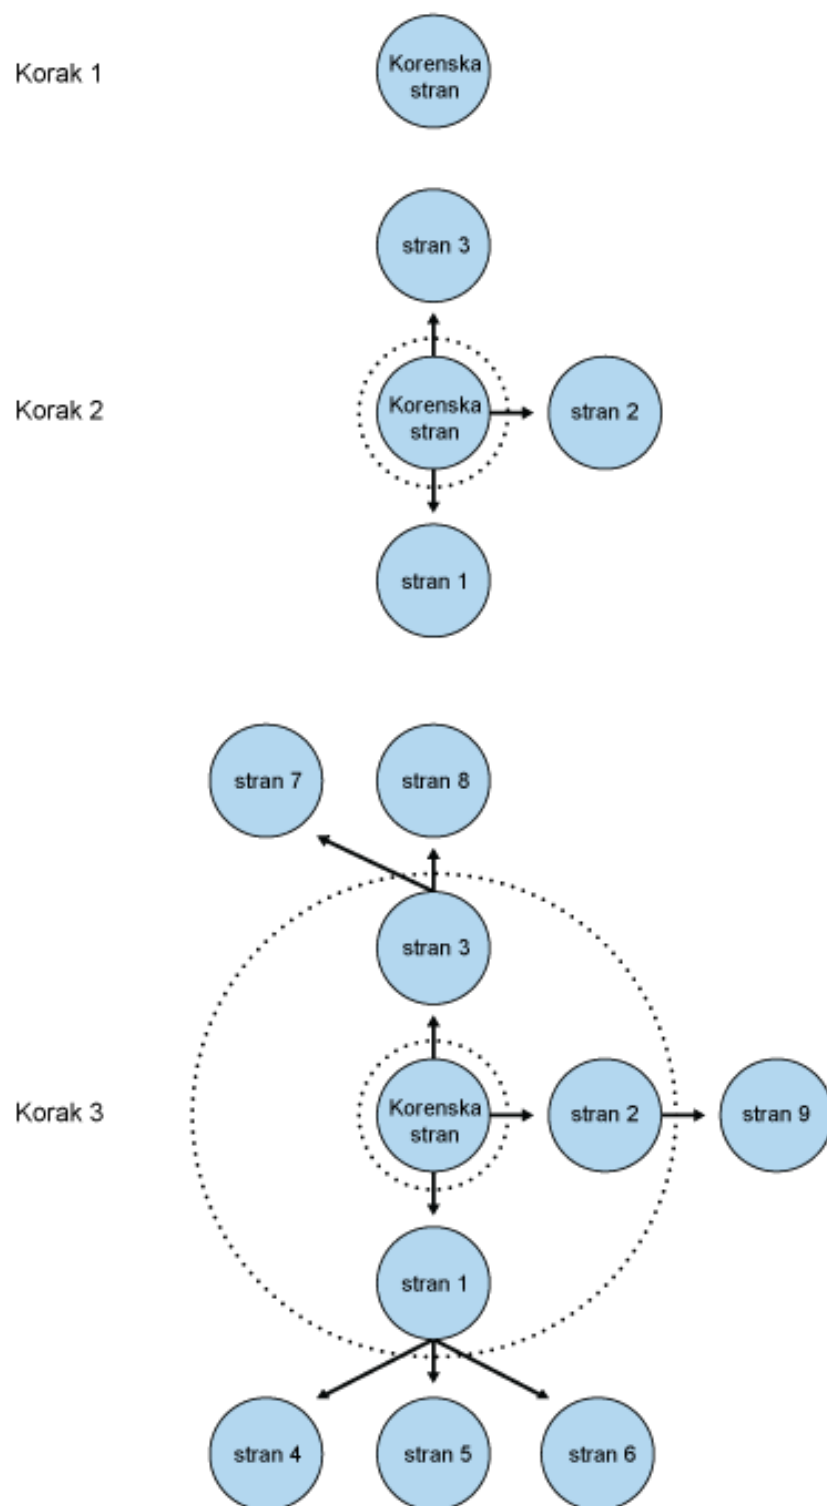 Korak 1
Korenska
stran
stran 3
Korak 2
Korenska
stran
stran 2
stran 1
stran 7
stran 8
stran 3
Korak 3
Korenska
stran
stran 2
stran 9
stran 1
stran 4
stran 5
stran 6